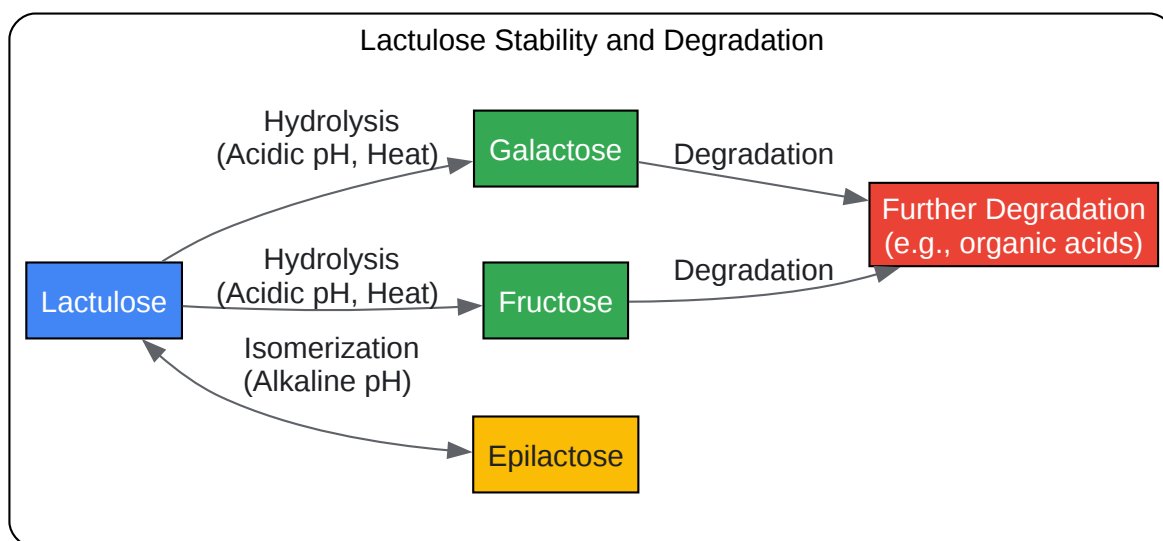 Lactulose Stability and Degradation
Hydrolysis
(Acidic pH, Heat)
Galactose
Degradation
Further Degradation
(e.g., organic acids)
Lactulose
Hydrolysis
(Acidic pH, Heat)
Fructose
Degradation
Isomerization
(Alkaline pH)
Epilactose